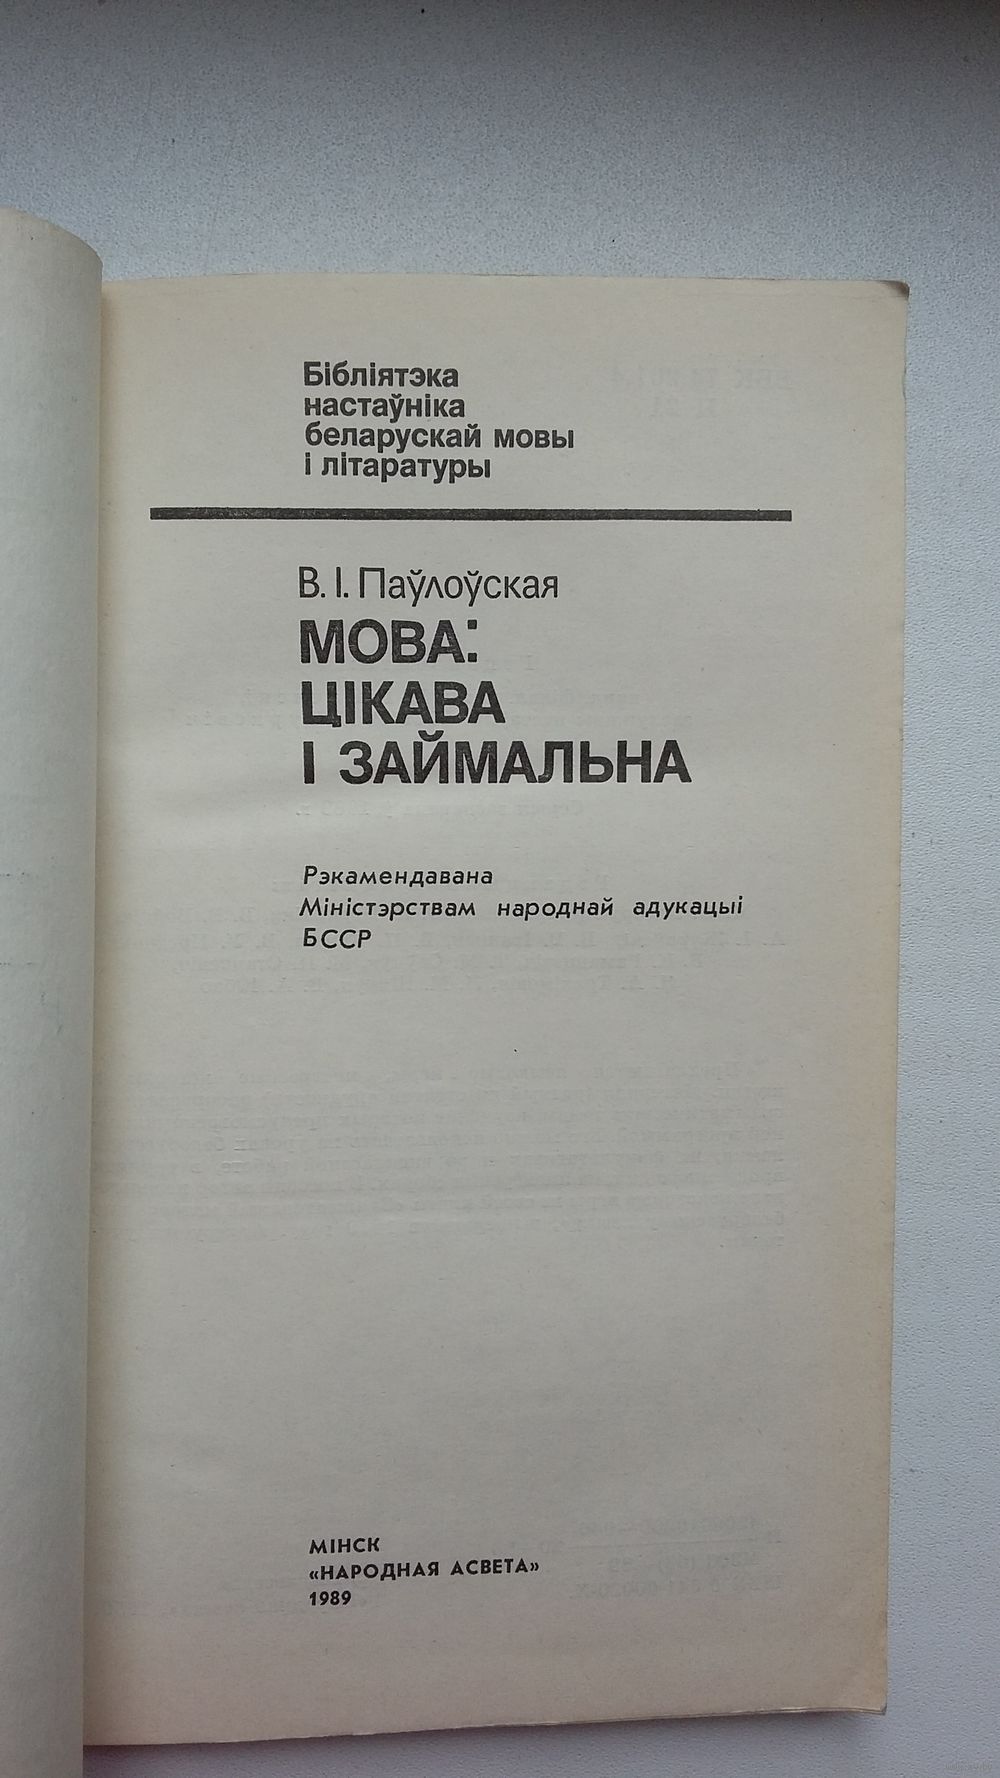 Бібліятэка
настаўніка
беларускай мовы
і літаратуры
В. І. Паўлоўская
МОВА:
ЦІКАВА
І ЗАЙМАЛЬНА
Рэкамендавана
Міністэрствам народнай адукацыі
БССР
МІНСК
«НАРОДНАЯ АСВЕТА»
1989